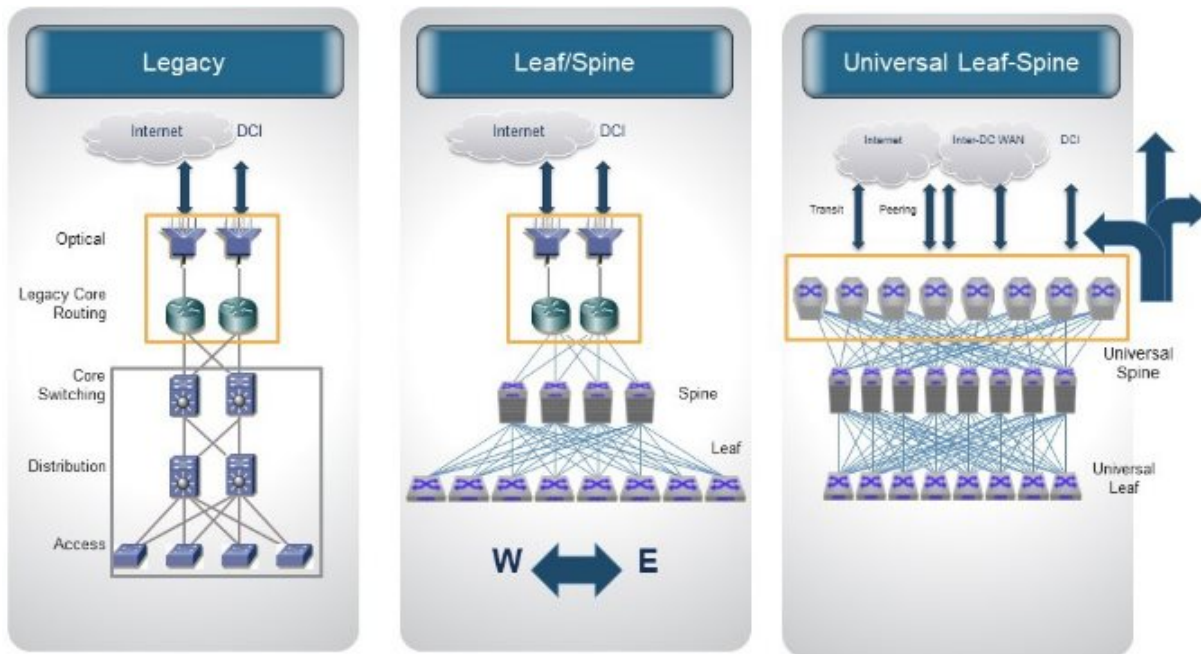 Legacy
Internet
DCI
Optical
Legacy Core
Routing
Core
Switching
Distribution
Access
Leaf/Spine
Internet
DCI
Spine
Leaf
W
E
Universal Leaf-Spine
Internet
Inter-DC WAN
DCI
Transit
Peering
Universal
Spine
Universal
Leaf